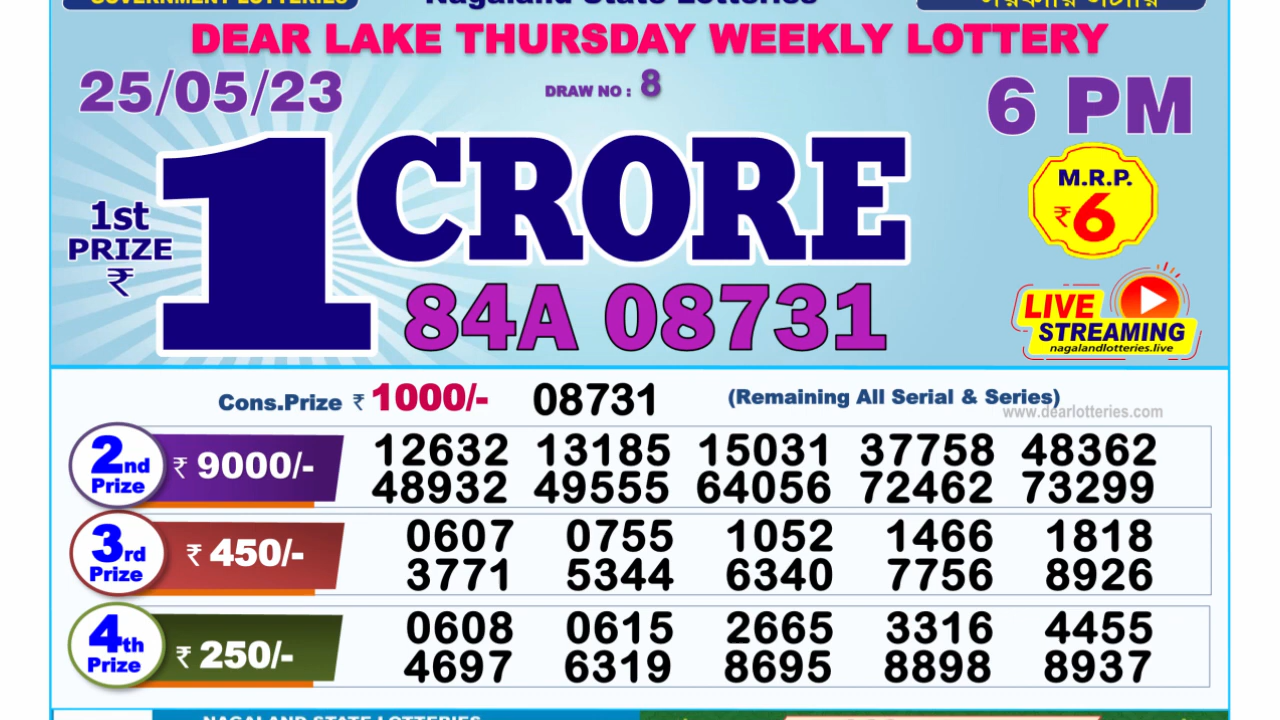 GOVERNMENT LOTTERIES
Nagaland State Lotteries
DEAR LAKE THURSDAY WEEKLY LOTTERY
25/05/23
DRAW NO : 8
6 PM
1st
PRIZE
₹
1 CRORE
84A 08731
M.R.P.
₹6
LIVE
STREAMING
nagalandlotteries.live
Cons.Prize ₹ 1000/- 08731 (Remaining All Serial & Series)
www.dearlotteries.com
2nd Prize ₹ 9000/-
12632 13185 15031 37758 48362
48932 49555 64056 72462 73299
3rd Prize ₹ 450/-
0607 0755 1052 1466 1818
3771 5344 6340 7756 8926
4th Prize ₹ 250/-
0608 0615 2665 3316 4455
4697 6319 8695 8898 8937
NAGALAND STATE LOTTERIES